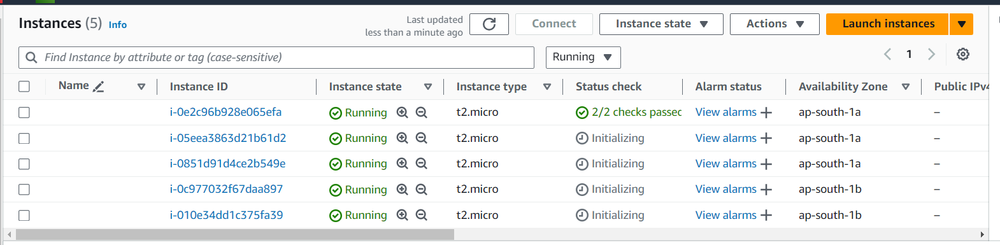 Instances (5) Info
Last updated
less than a minute ago
Connect
Instance state
Actions
Launch instances
Find Instance by attribute or tag (case-sensitive)
Running
1
Name Instance ID Instance state Instance type Status check Alarm status Availability Zone Public IPv4
i-0e2c96b928e065efa Running t2.micro 2/2 checks passed View alarms + ap-south-1a –
i-05eea3863d21b61d2 Running t2.micro Initializing View alarms + ap-south-1a –
i-0851d91d4ce2b549e Running t2.micro Initializing View alarms + ap-south-1a –
i-0c977032f67daa897 Running t2.micro Initializing View alarms + ap-south-1b –
i-010e34dd1c375fa39 Running t2.micro Initializing View alarms + ap-south-1b –